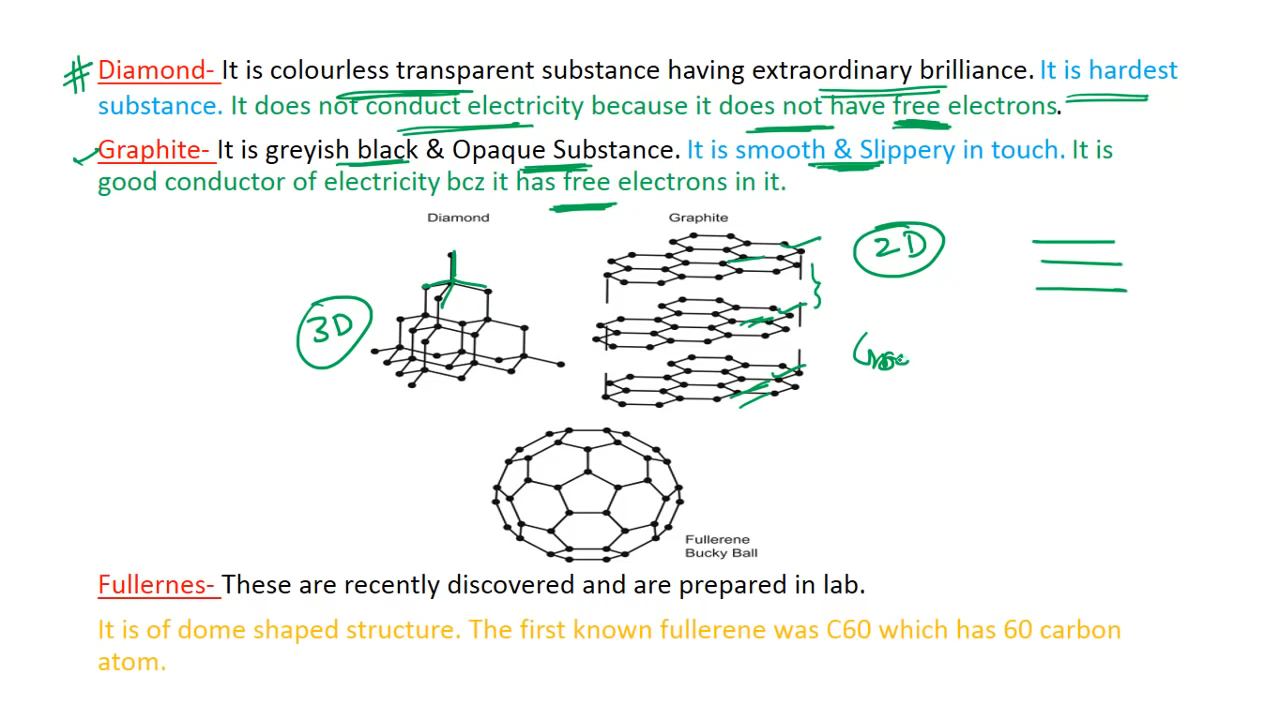 # Diamond- It is colourless transparent substance having extraordinary brilliance. It is hardest
substance. It does not conduct electricity because it does not have free electrons.
Graphite- It is greyish black & Opaque Substance. It is smooth & Slippery in touch. It is
good conductor of electricity bcz it has free electrons in it.
Diamond
Graphite
2D
3D
Fullerene
Bucky Ball
Fullernes- These are recently discovered and are prepared in lab.
It is of dome shaped structure. The first known fullerene was C60 which has 60 carbon
atom.